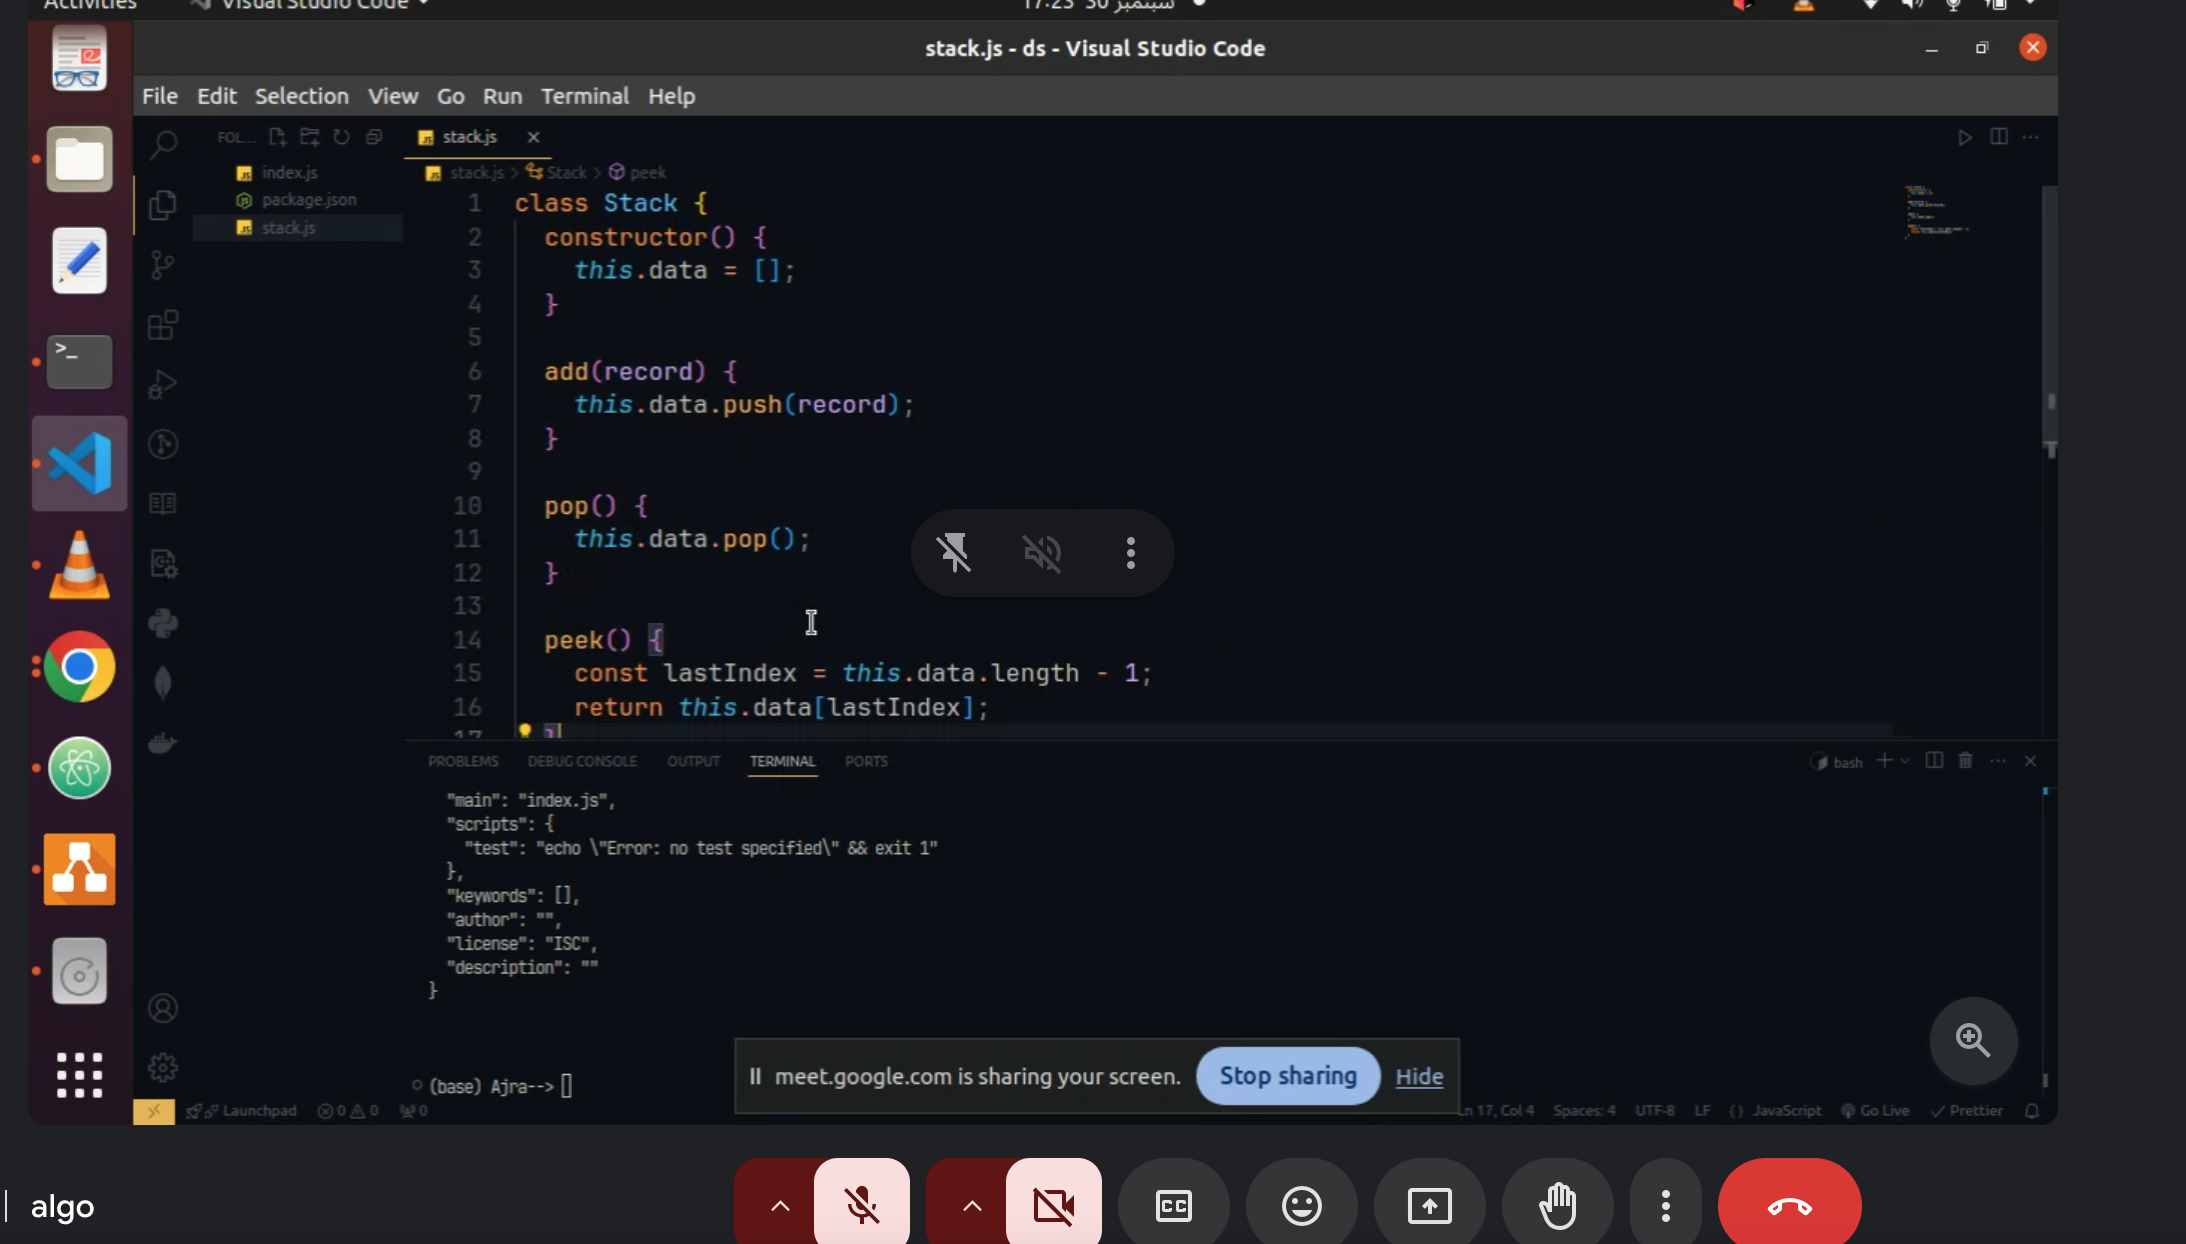 Activities Visual Studio Code 17:23 30 سبتمبر
stack.js - ds - Visual Studio Code
File Edit Selection View Go Run Terminal Help
FOL... stack.js
index.js
package.json
stack.js
stack.js > Stack > peek
1 class Stack {
2 constructor() {
3 this.data = [];
4 }
5
6 add(record) {
7 this.data.push(record);
8 }
9
10 pop() {
11 this.data.pop();
12 }
13
14 peek() {
15 const lastIndex = this.data.length - 1;
16 return this.data[lastIndex];
17 }
PROBLEMS DEBUG CONSOLE OUTPUT TERMINAL PORTS
bash
"main": "index.js",
"scripts": {
"test": "echo \"Error: no test specified\" && exit 1"
},
"keywords": [],
"author": "",
"license": "ISC",
"description": ""
}
(base) Ajra-->
meet.google.com is sharing your screen. Stop sharing Hide
Launchpad 0 0 0 Ln 17, Col 4 Spaces: 4 UTF-8 LF {} JavaScript Go Live Prettier
algo
CC